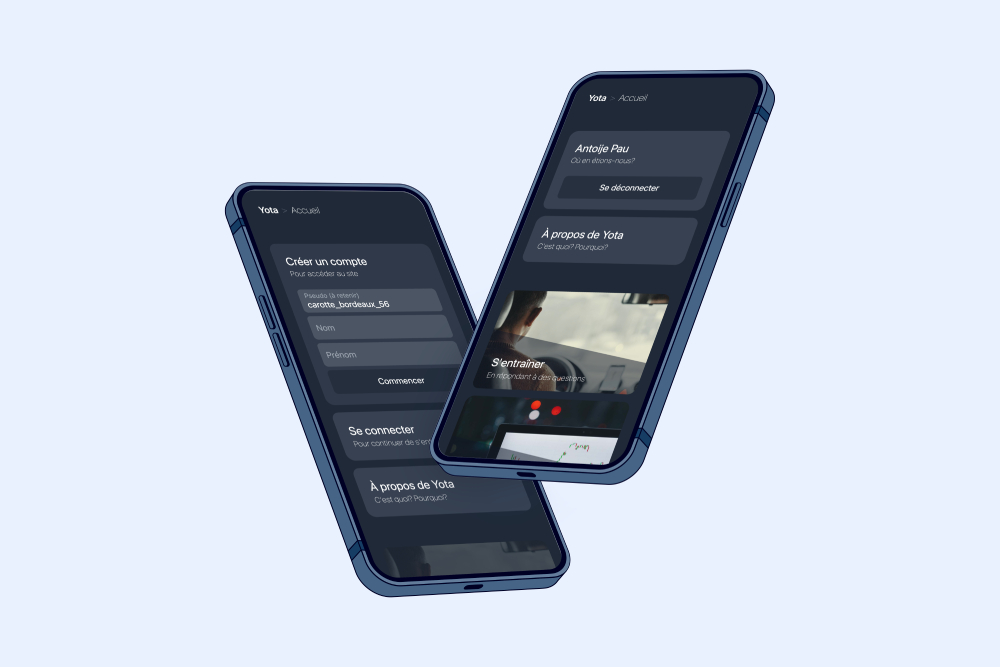 Yota > Accueil
Créer un compte
Pour accéder au site
Pseudo (à retenir)
carotte_bordeaux_56
Nom
Prénom
Commencer
Se connecter
Pour continuer de s'en
À propos de Yota
C'est quoi? Pourquoi?
Yota > Accueil
Antoije Pau
Où en étions-nous?
Se déconnecter
À propos de Yota
C'est quoi? Pourquoi?
S'entraîner
En répondant à des questions